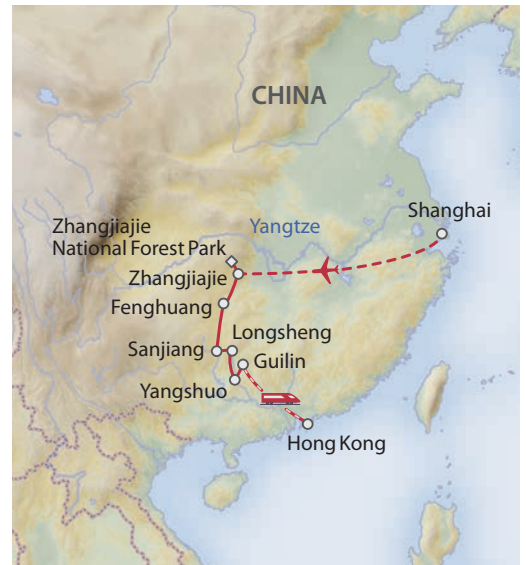 CHINA
Shanghai
Zhangjiajie
National Forest Park
Yangtze
Zhangjiajie
Fenghuang
Longsheng
Sanjiang
Guilin
Yangshuo
Hong Kong